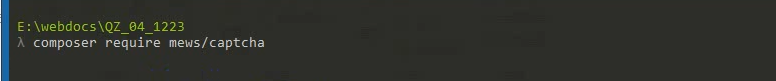 E:\webdocs\QZ_04_1223
λ composer require mews/captcha